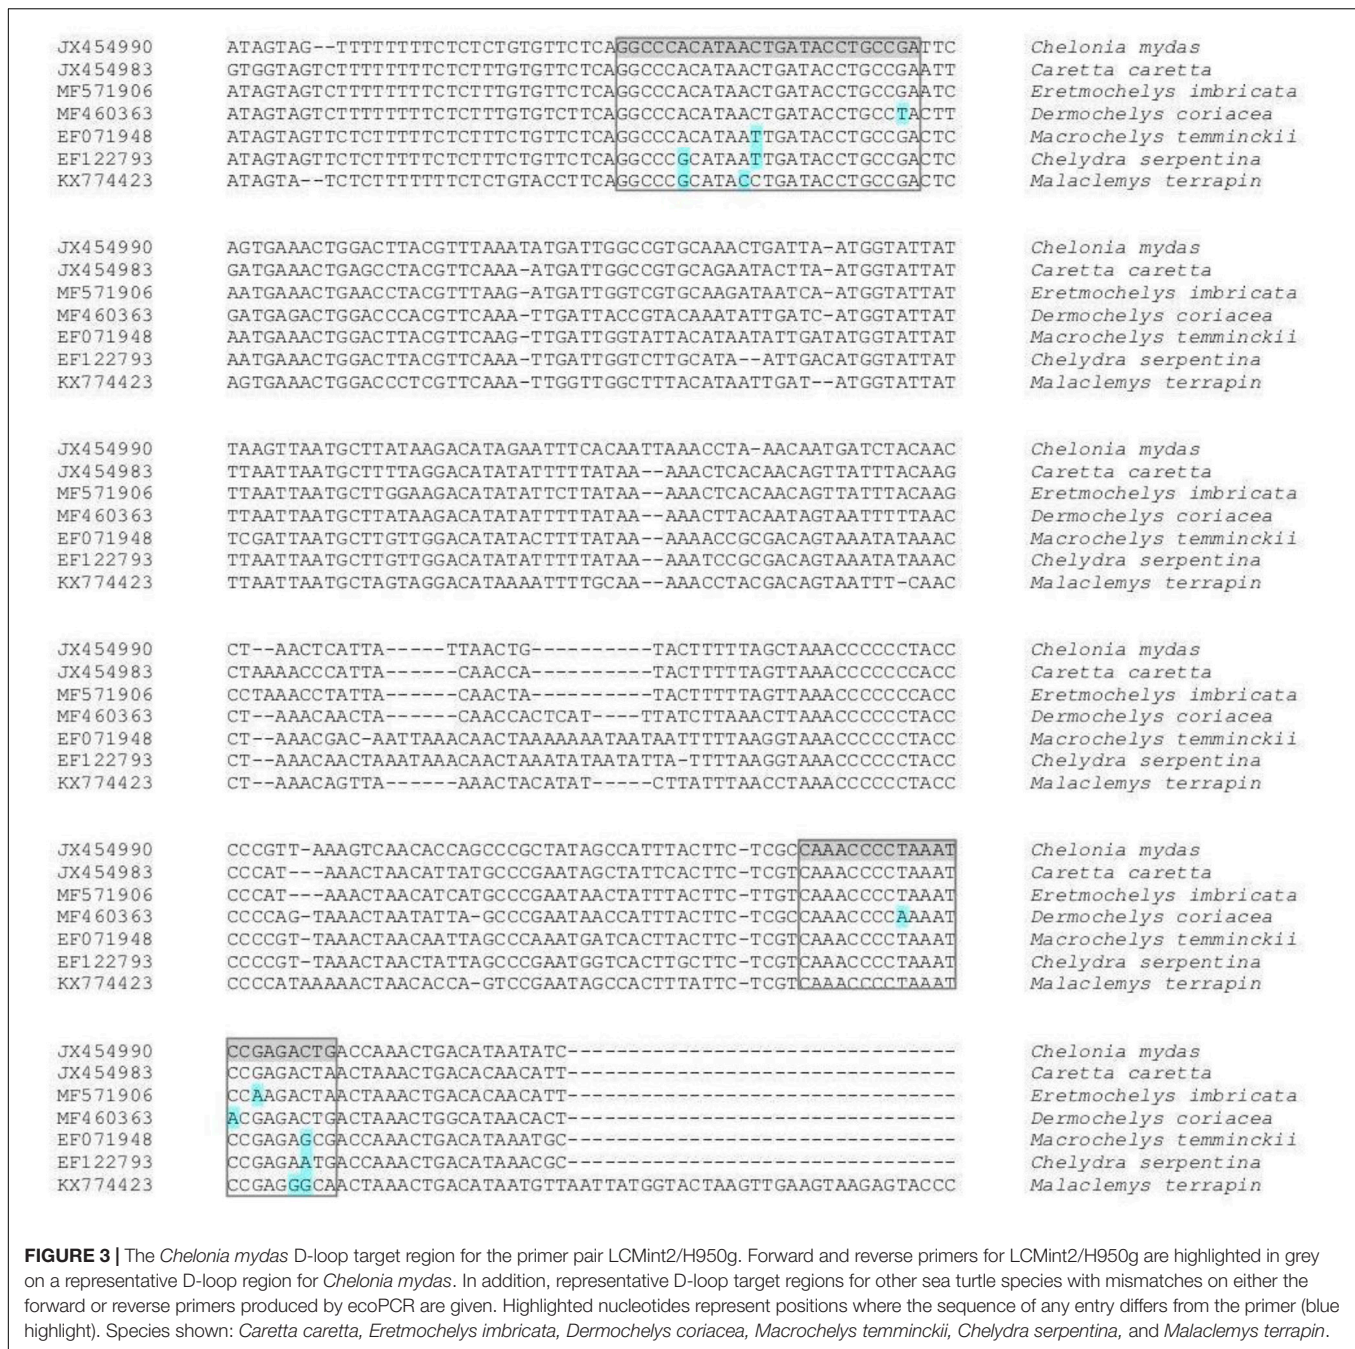 JX454990 ATAGTAG--TTTTTTTTCTCTCTGTGTTCTCAGGCCCACATAACTGATACCTGCCGATTC Chelonia mydas
JX454983 GTGGTAGTCTTTTTTTTCTCTTTGTGTTCTCAGGCCCACATAACTGATACCTGCCGAATT Caretta caretta
MF571906 ATAGTAGTCTTTTTTTTCTCTTTGTGTTCTCAGGCCCACATAACTGATACCTGCCGAATC Eretmochelys imbricata
MF460363 ATAGTAGTCTTTTTTTTCTCTTTGTGTCTTCAGGCCCACATAACTGATACCTGCCTACTT Dermochelys coriacea
EF071948 ATAGTAGTTCTCTTTTTCTCTTTCTGTTCTCAGGCCCACATAATTGATACCTGCCGACTC Macrochelys temminckii
EF122793 ATAGTAGTTCTCTTTTTCTCTTTCTGTTCTCAGGCCCGCATAATTGATACCTGCCGACTC Chelydra serpentina
KX774423 ATAGTA--TCTCTTTTTTTCTCTGTACCTTCAGGCCCGCATACCTGATACCTGCCGACTC Malaclemys terrapin
JX454990 AGTGAAACTGGACTTACGTTTAAATATGATTGGCCGTGCAAACTGATTA-ATGGTATTAT Chelonia mydas
JX454983 GATGAAACTGAGCCTACGTTCAAA-ATGATTGGCCGTGCAGAATACTTA-ATGGTATTAT Caretta caretta
MF571906 AATGAAACTGAACCTACGTTTAAG-ATGATTGGTCGTGCAAGATAATCA-ATGGTATTAT Eretmochelys imbricata
MF460363 GATGAGACTGGACCCACGTTCAAA-TTGATTACCGTACAAATATTGATC-ATGGTATTAT Dermochelys coriacea
EF071948 AATGAAACTGGACTTACGTTCAAG-TTGATTGGTATTACATAATATTGATATGGTATTAT Macrochelys temminckii
EF122793 AATGAAACTGGACTTACGTTCAAA-TTGATTGGTCTTGCATA--ATTGACATGGTATTAT Chelydra serpentina
KX774423 AGTGAAACTGGACCCTCGTTCAAA-TTGGTTGGCTTTACATAATTGAT--ATGGTATTAT Malaclemys terrapin
JX454990 TAAGTTAATGCTTATAAGACATAGAATTTCACAATTAAACCTA-AACAATGATCTACAAC Chelonia mydas
JX454983 TTAATTAATGCTTTTAGGACATATATTTTTATAA--AAACTCACAACAGTTATTTACAAG Caretta caretta
MF571906 TTAATTAATGCTTGGAAGACATATATTCTTATAA--AAACTCACAACAGTTATTTACAAG Eretmochelys imbricata
MF460363 TTAATTAATGCTTATAAGACATATATTTTTATAA--AAACTTACAATAGTAATTTTTAAC Dermochelys coriacea
EF071948 TCGATTAATGCTTGTTGGACATATACTTTTATAA--AAAACCGCGACAGTAAATATAAAC Macrochelys temminckii
EF122793 TTAATTAATGCTTGTTGGACATATATTTTTATAA--AAATCCGCGACAGTAAATATAAAC Chelydra serpentina
KX774423 TTAATTAATGCTAGTAGGACATAAAATTTTGCAA--AAACCTACGACAGTAATTT-CAAC Malaclemys terrapin
JX454990 CT--AACTCATTA-----TTAACTG----------TACTTTTTAGCTAAACCCCCCTACC Chelonia mydas
JX454983 CTAAAACCCATTA------CAACCA----------TACTTTTTAGTTAAACCCCCCCACC Caretta caretta
MF571906 CCTAAACCTATTA------CAACTA----------TACTTTTTAGTTAAACCCCCCCACC Eretmochelys imbricata
MF460363 CT--AAACAACTA------CAACCACTCAT----TTATCTTAAACTTAAACCCCCCTACC Dermochelys coriacea
EF071948 CT--AAACGAC-AATTAAACAACTAAAAAAATAATAATTTTTAAGGTAAACCCCCCTACC Macrochelys temminckii
EF122793 CT--AAACAACTAAATAAACAACTAAATATAATATTA-TTTTAAGGTAAACCCCCCTACC Chelydra serpentina
KX774423 CT--AAACAGTTA------AAACTACATAT-----CTTATTTAACCTAAACCCCCCTACC Malaclemys terrapin
JX454990 CCCGTT-AAAGTCAACACCAGCCCGCTATAGCCATTTACTTC-TCGCCAAACCCCTAAAT Chelonia mydas
JX454983 CCCAT---AAACTAACATTATGCCCGAATAGCTATTCACTTC-TCGTCAAACCCCTAAAT Caretta caretta
MF571906 CCCAT---AAACTAACATCATGCCCGAATAACTATTTACTTC-TTGTCAAACCCCTAAAT Eretmochelys imbricata
MF460363 CCCCAG-TAAACTAATATTA-GCCCGAATAACCATTTACTTC-TCGCCAAACCCCAAAAT Dermochelys coriacea
EF071948 CCCCGT-TAAACTAACAATTAGCCCAAATGATCACTTACTTC-TCGTCAAACCCCTAAAT Macrochelys temminckii
EF122793 CCCCGT-TAAACTAACTATTAGCCCGAATGGTCACTTGCTTC-TCGTCAAACCCCTAAAT Chelydra serpentina
KX774423 CCCCATAAAAACTAACACCA-GTCCGAATAGCCACTTTATTC-TCGTCAAACCCCTAAAT Malaclemys terrapin
JX454990 CCGAGACTGACCAAACTGACATAATATC-------------------------------- Chelonia mydas
JX454983 CCGAGACTAACTAAACTGACACAACATT-------------------------------- Caretta caretta
MF571906 CCAAGACTAACTAAACTGACACAACATT-------------------------------- Eretmochelys imbricata
MF460363 ACGAGACTGACTAAACTGGCATAACACT-------------------------------- Dermochelys coriacea
EF071948 CCGAGAGCGACCAAACTGACATAAATGC-------------------------------- Macrochelys temminckii
EF122793 CCGAGAATGACCAAACTGACATAAACGC-------------------------------- Chelydra serpentina
KX774423 CCGAGGGCAACTAAACTGACATAATGTTAATTATGGTACTAAGTTGAAGTAAGAGTACCC Malaclemys terrapin
FIGURE 3 | The Chelonia mydas D-loop target region for the primer pair LCMint2/H950g. Forward and reverse primers for LCMint2/H950g are highlighted in grey
on a representative D-loop region for Chelonia mydas. In addition, representative D-loop target regions for other sea turtle species with mismatches on either the
forward or reverse primers produced by ecoPCR are given. Highlighted nucleotides represent positions where the sequence of any entry differs from the primer (blue
highlight). Species shown: Caretta caretta, Eretmochelys imbricata, Dermochelys coriacea, Macrochelys temminckii, Chelydra serpentina, and Malaclemys terrapin.